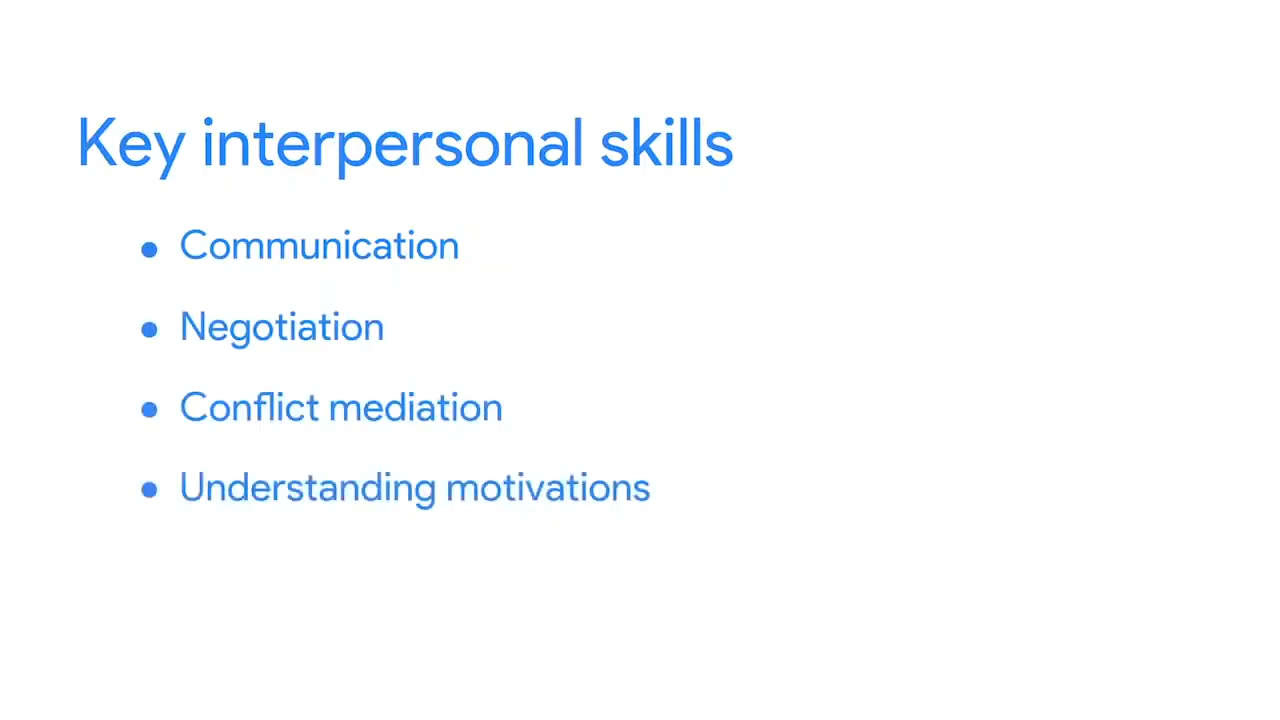 Key interpersonal skills
• Communication
• Negotiation
• Conflict mediation
• Understanding motivations